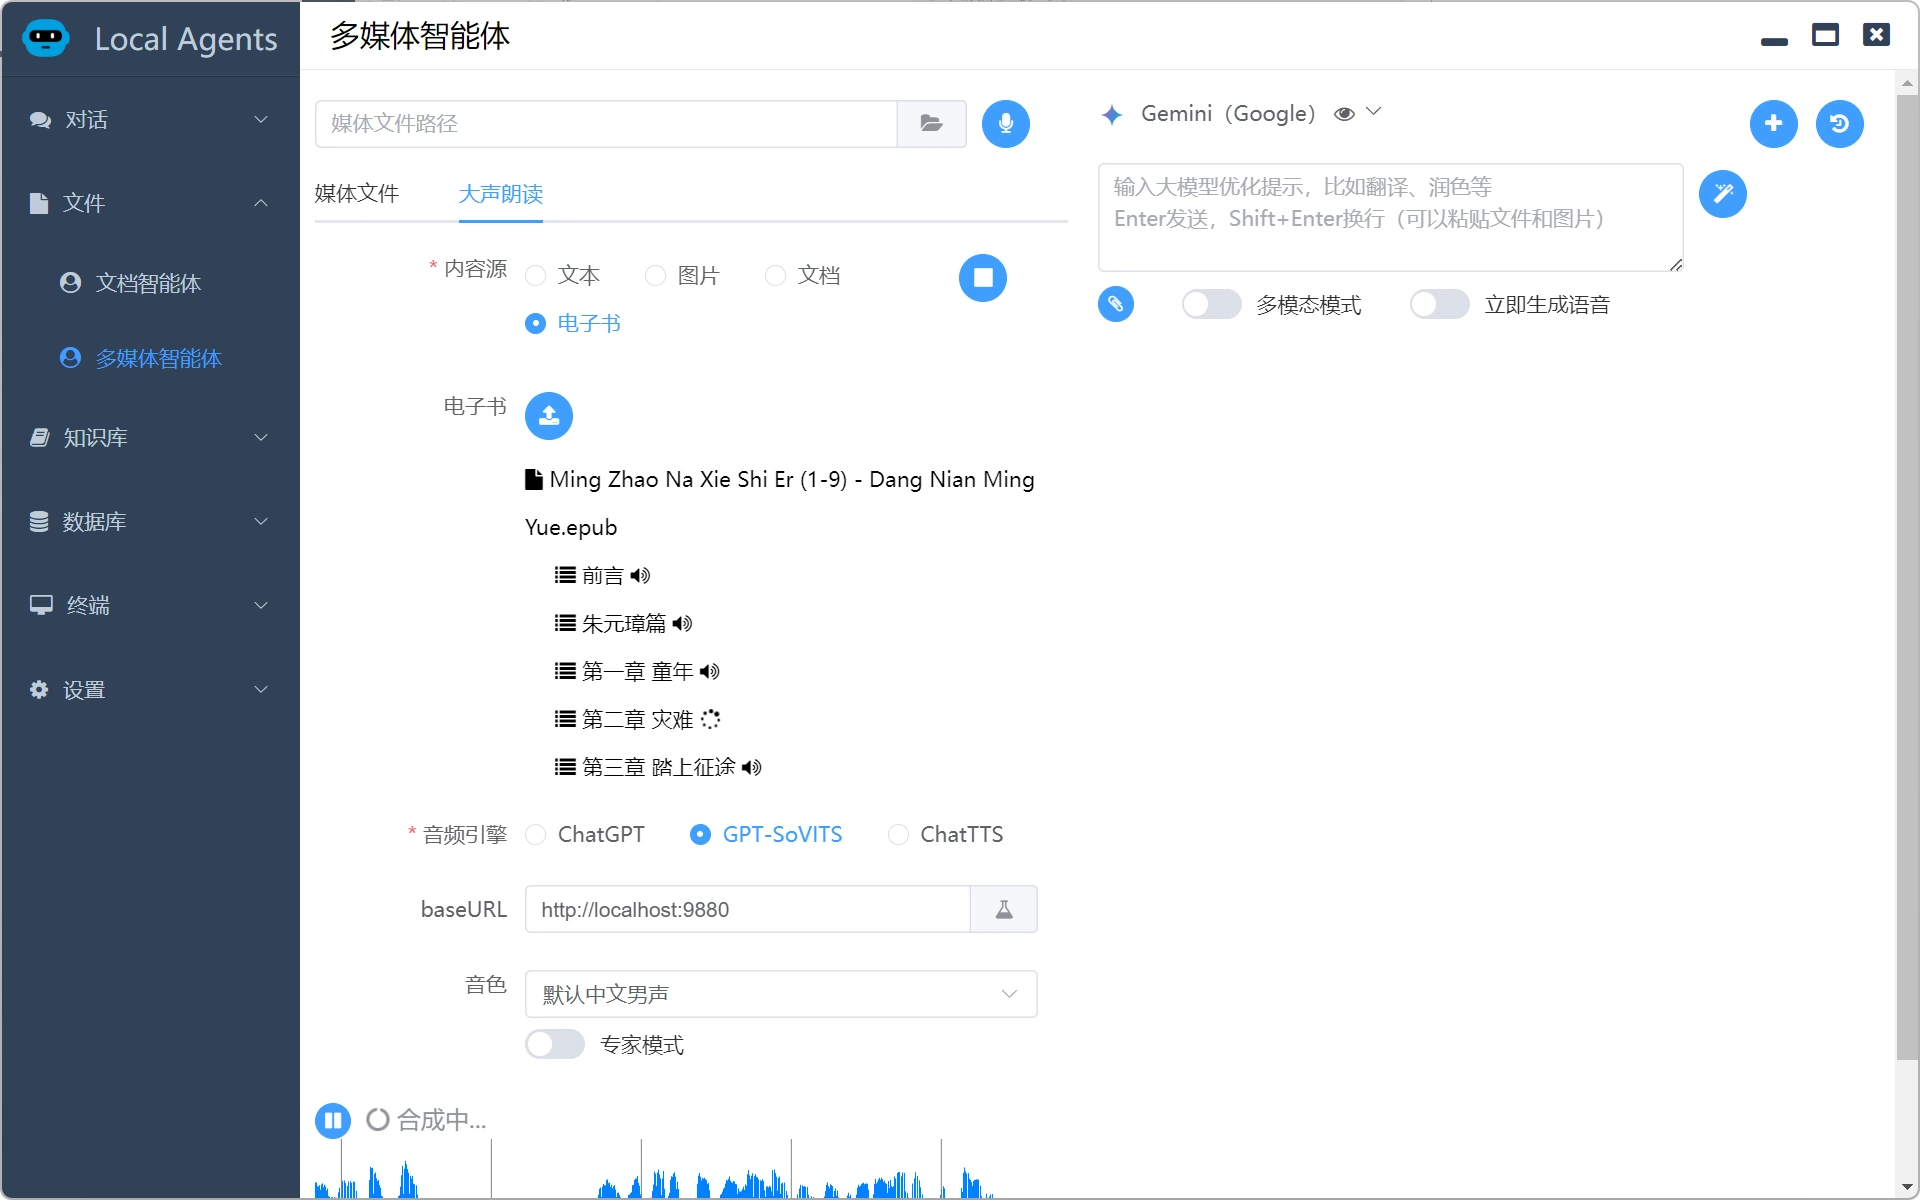 Local Agents
多媒体智能体
对话
文件
文档智能体
多媒体智能体
知识库
数据库
终端
设置
媒体文件路径
媒体文件
大声朗读
* 内容源
文本
图片
文档
电子书
电子书
Ming Zhao Na Xie Shi Er (1-9) - Dang Nian Ming
Yue.epub
前言
朱元璋篇
第一章 童年
第二章 灾难
第三章 踏上征途
* 音频引擎
ChatGPT
GPT-SoVITS
ChatTTS
baseURL
http://localhost:9880
音色
默认中文男声
专家模式
合成中...
Gemini（Google）
输入大模型优化提示，比如翻译、润色等
Enter发送，Shift+Enter换行（可以粘贴文件和图片）
多模态模式
立即生成语音